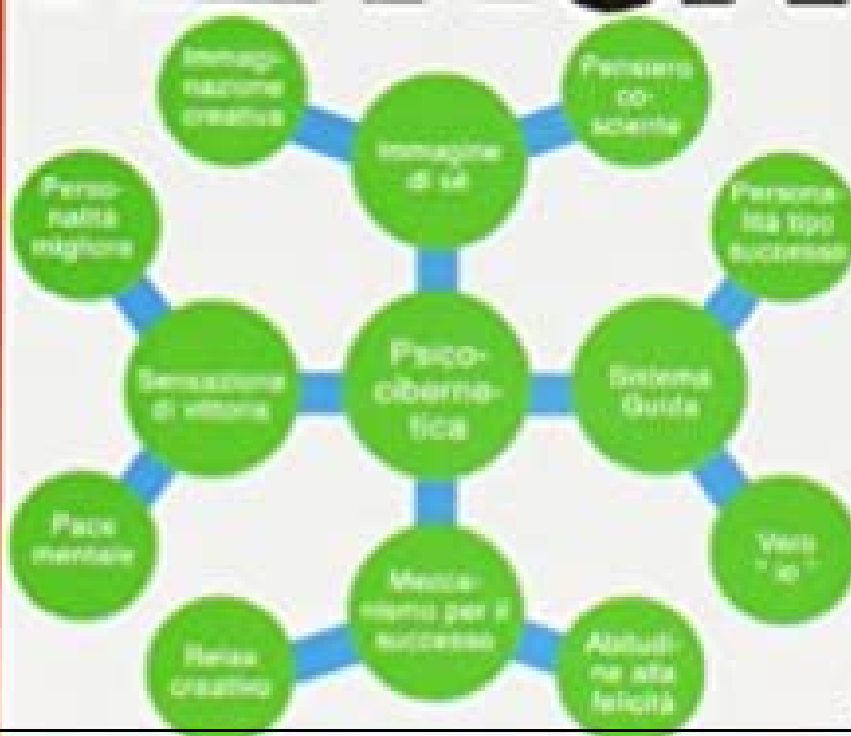 Immagi-
nazione
creativa
Pensiero
co-
sciente
Immagine
di sé
Perso-
nalità
migliore
Persona-
lità tipo
successo
Sensazione
di vittoria
Psico-
ciberne-
tica
Sistema
Guida
Pace
mentale
Vero
"io"
Mecca-
nismo per il
successo
Relax
creativo
Abitudi-
ne alla
felicità